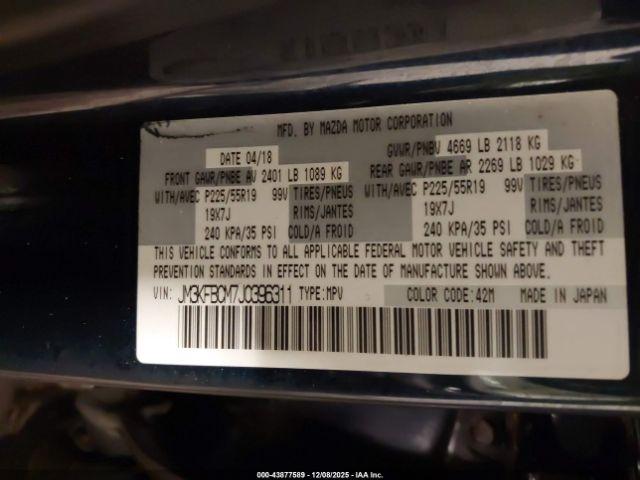 MFD. BY MAZDA MOTOR CORPORATION
DATE 04/18 GVWR/PNBV 4669 LB 2118 KG
FRONT GAWR/PNBE AV 2401 LB 1089 KG REAR GAWR/PNBE AR 2269 LB 1029 KG
WITH/AVEC P225/55R19 99V TIRES/PNEUS WITH/AVEC P225/55R19 99V TIRES/PNEUS
19X7J RIMS/JANTES 19X7J RIMS/JANTES
240 KPA/35 PSI COLD/A FROID 240 KPA/35 PSI COLD/A FROID
THIS VEHICLE CONFORMS TO ALL APPLICABLE FEDERAL MOTOR VEHICLE SAFETY AND THEFT
PREVENTION STANDARDS IN EFFECT ON THE DATE OF MANUFACTURE SHOWN ABOVE.
VIN: JM3KFBCM7J0396311 TYPE:MPV COLOR CODE:42M MADE IN JAPAN
000-43877589 - 12/08/2025 - IAA Inc.